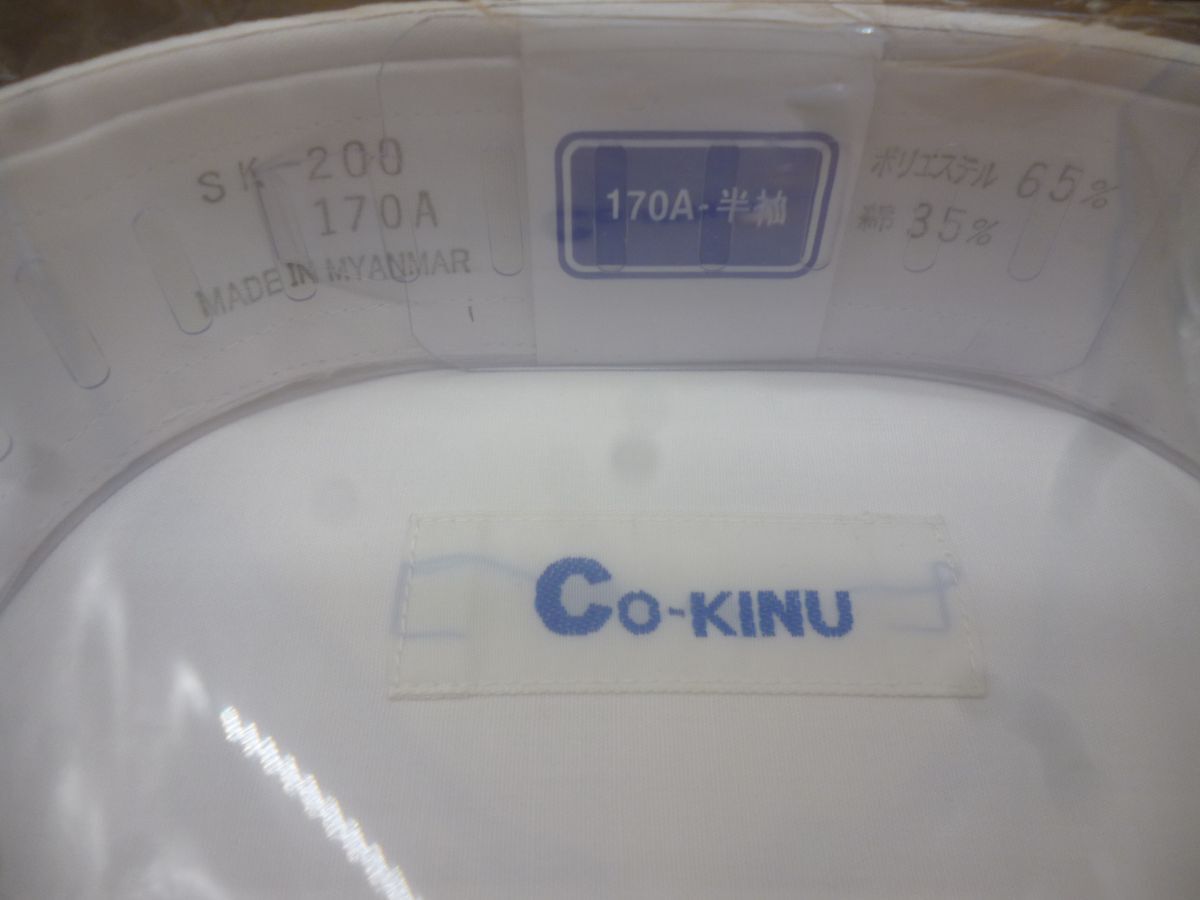 SK-200
170A
MADE IN MYANMAR
i
170A-半袖
ポリエステル 65%
綿 35%
CO-KINU